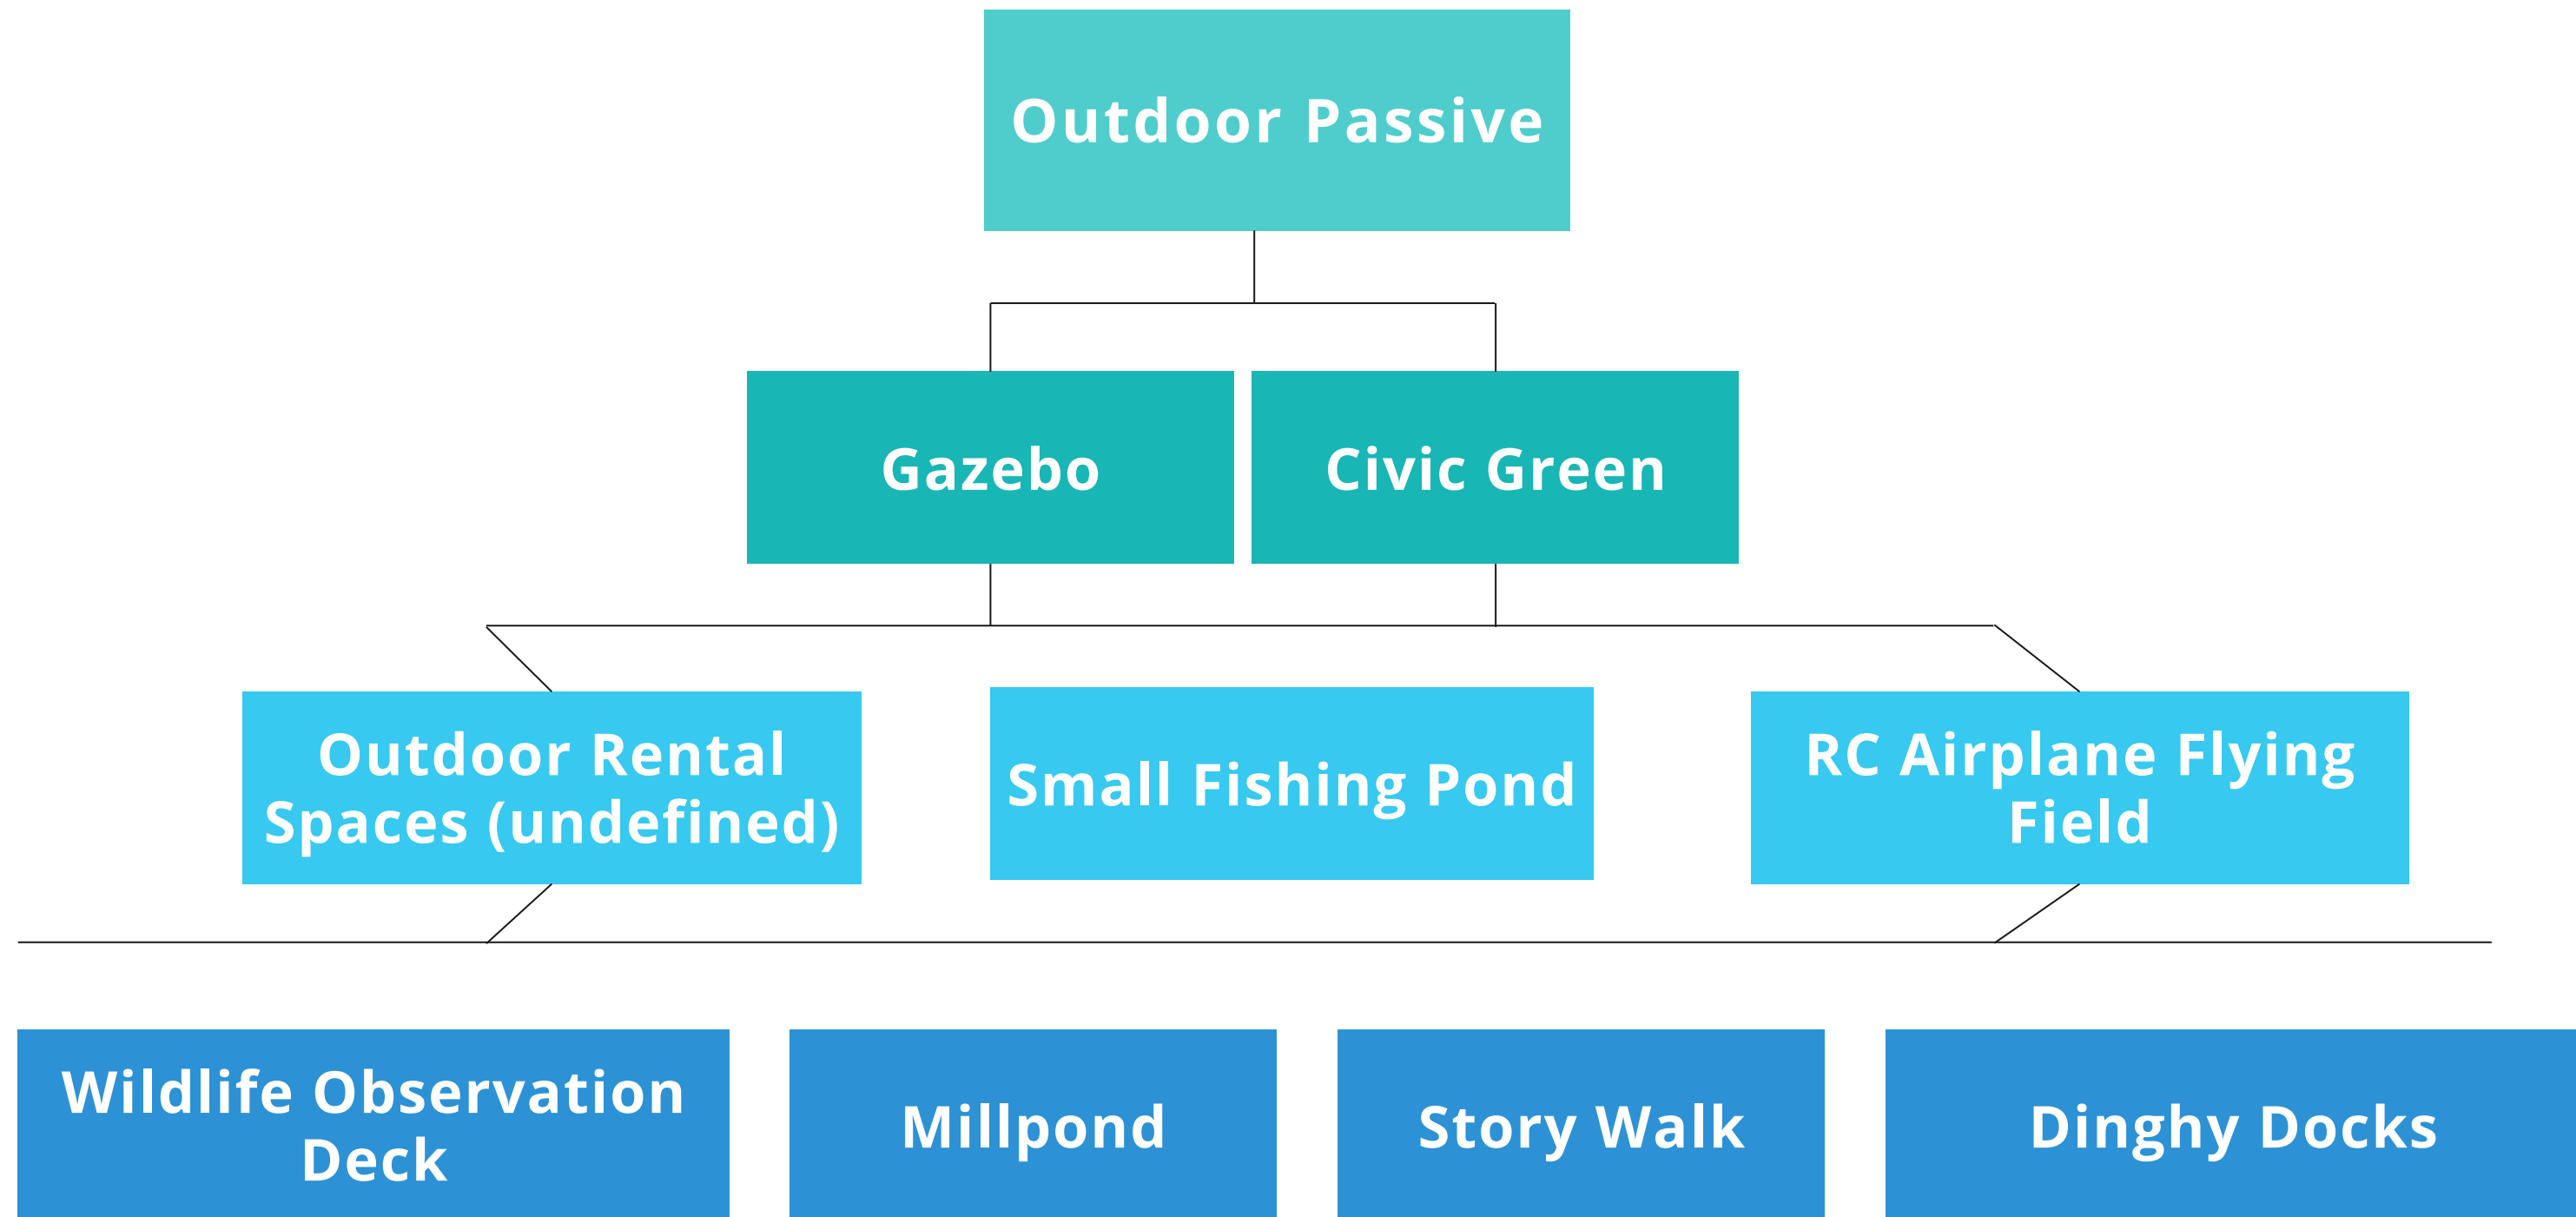 Outdoor Passive
Gazebo
Civic Green
Outdoor Rental
Spaces (undefined)
Small Fishing Pond
RC Airplane Flying
Field
Wildlife Observation
Deck
Millpond
Story Walk
Dinghy Docks